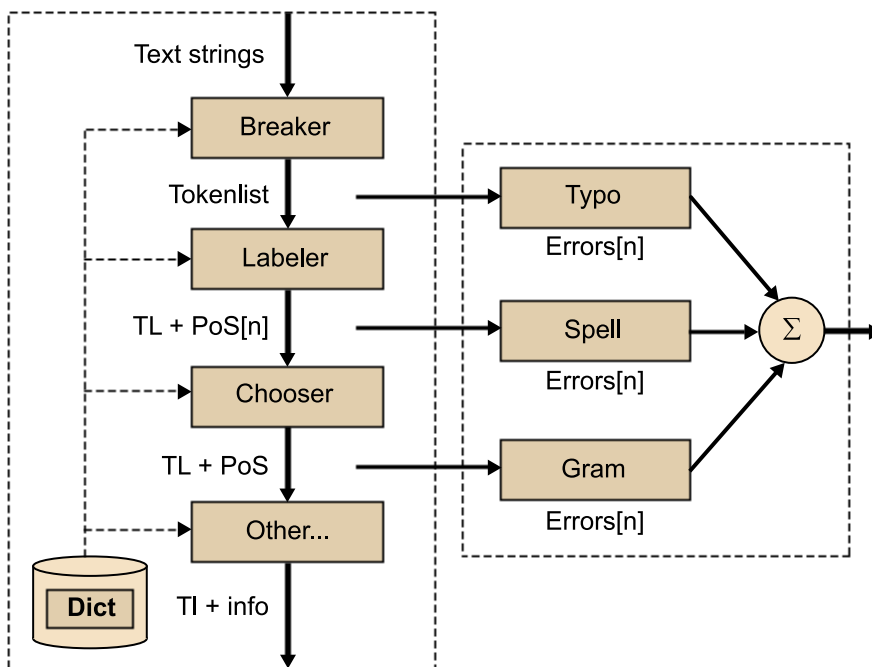 Text strings
Breaker
Tokenlist
Typo
Errors[n]
Labeler
TL + PoS[n]
Spell
Σ
Errors[n]
Chooser
TL + PoS
Gram
Errors[n]
Other...
Dict
Tl + info